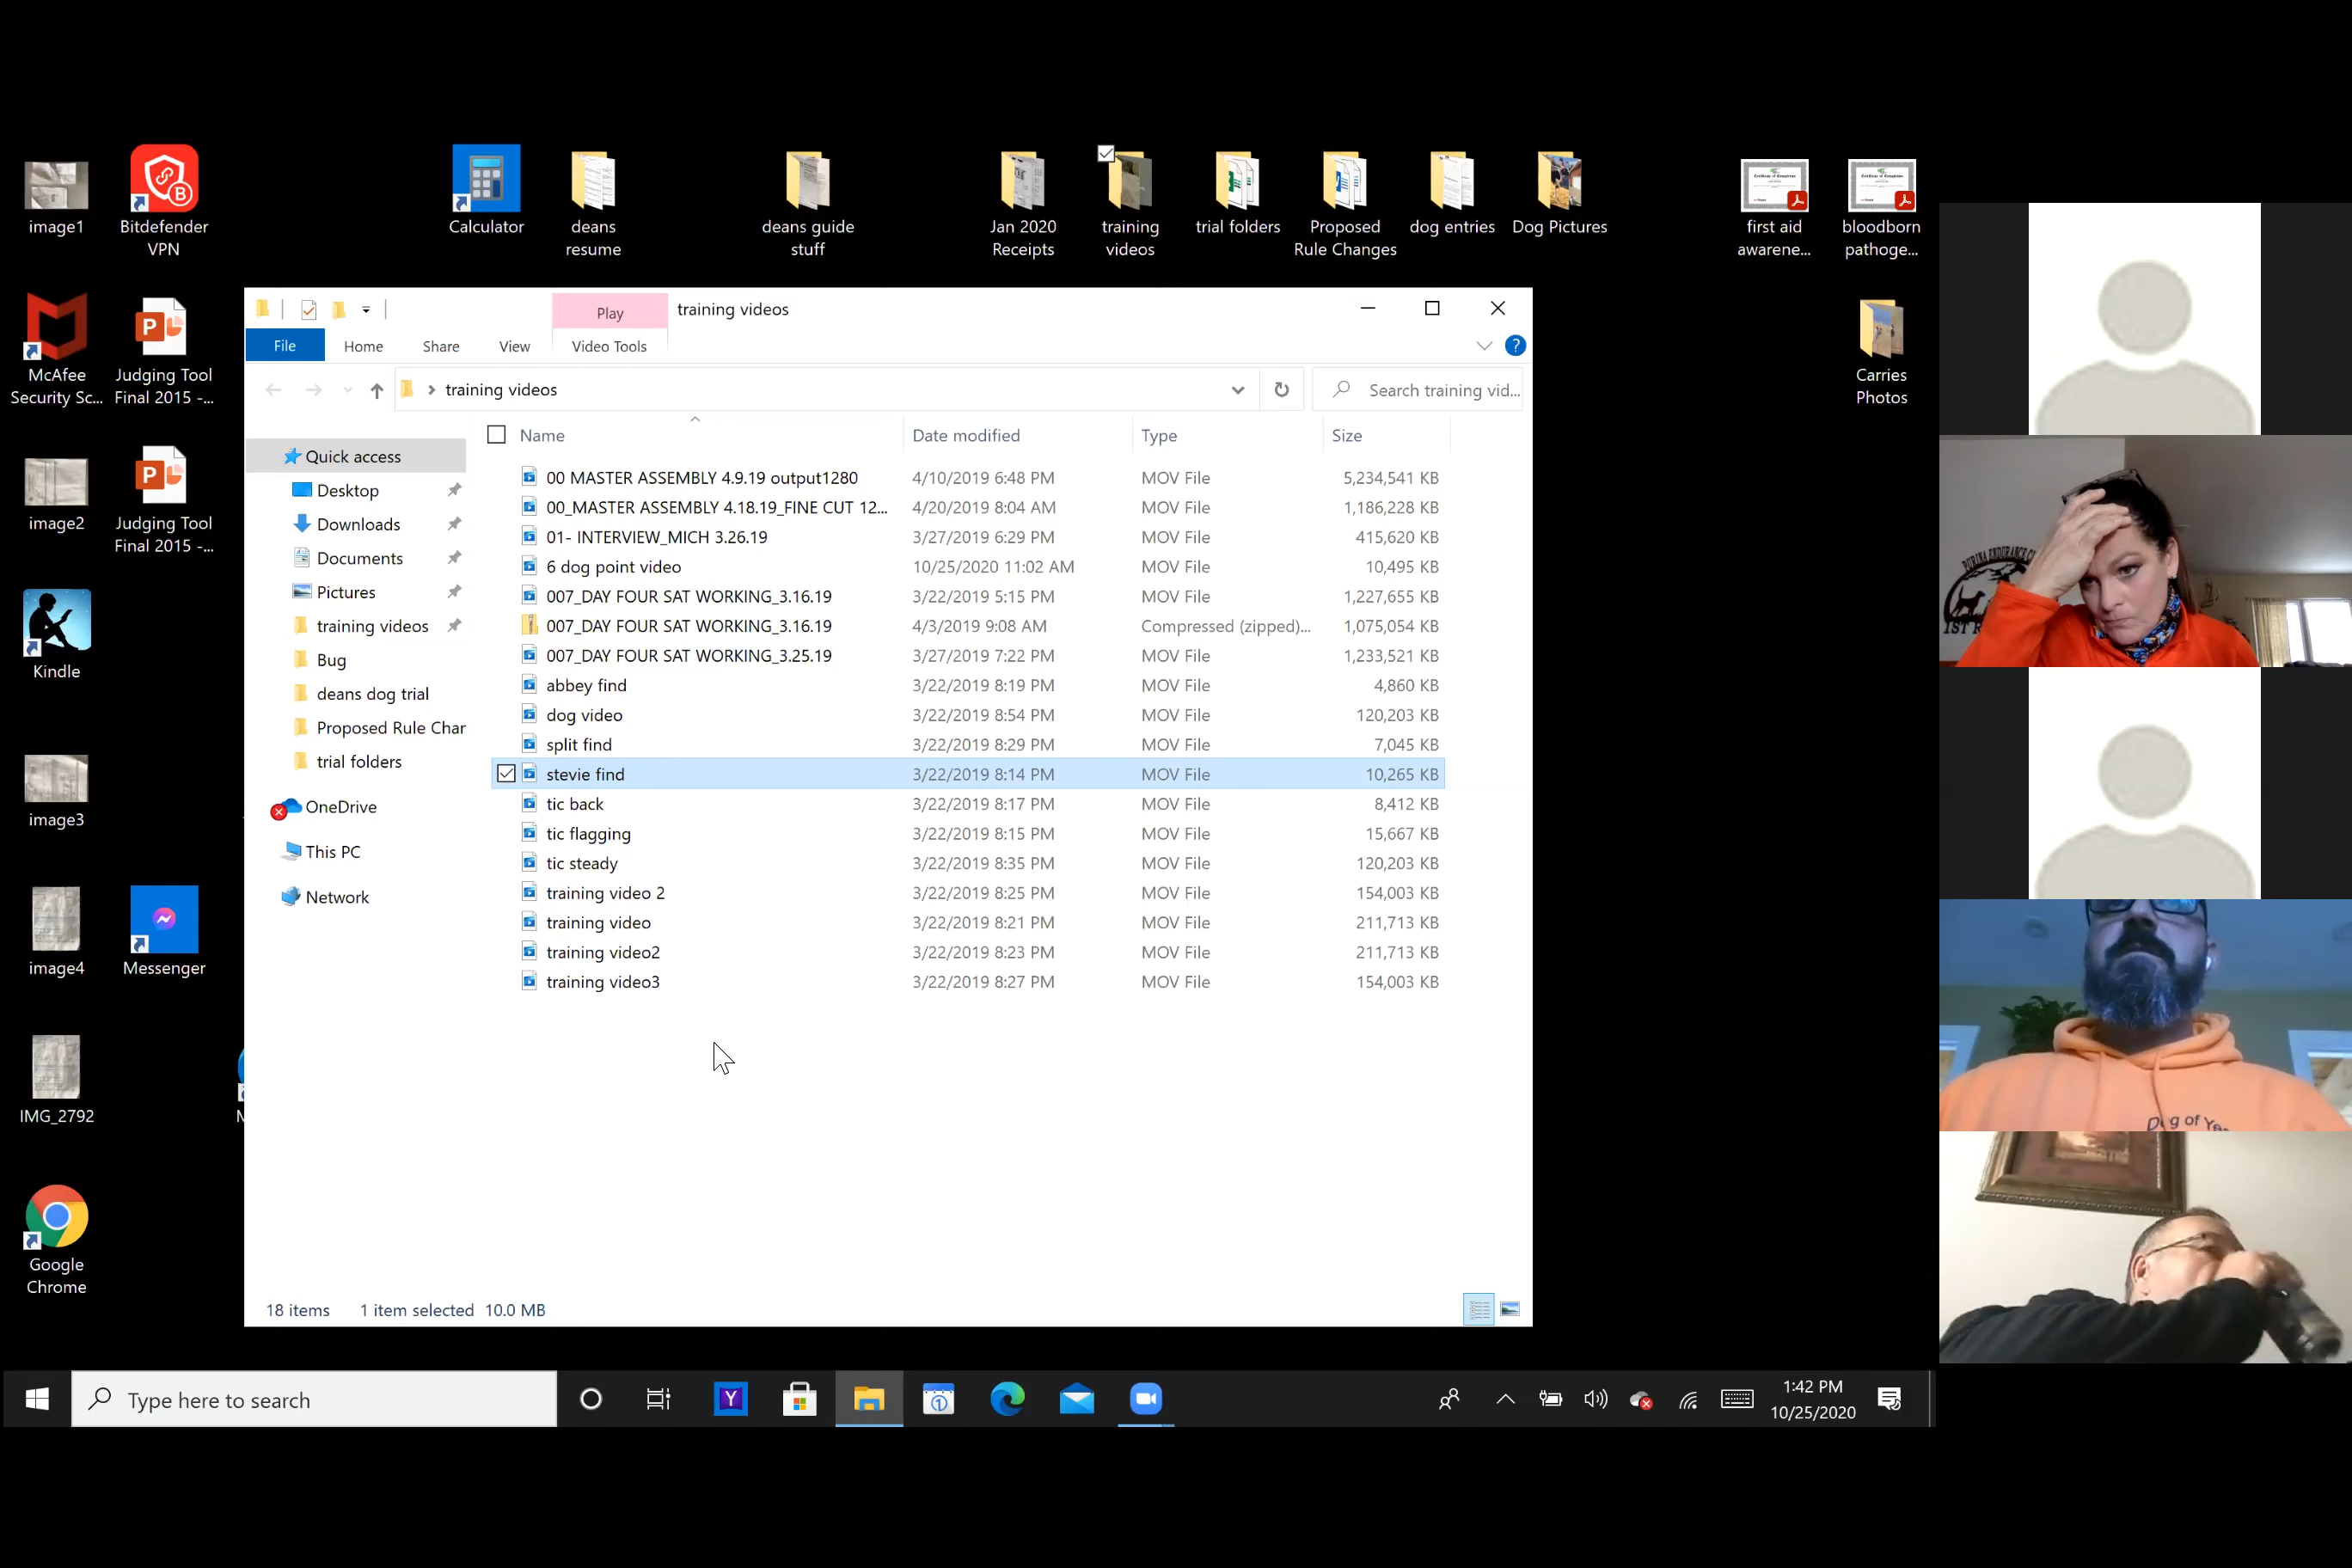 image1
Bitdefender
VPN
Calculator
deans
resume
deans guide
stuff
Jan 2020
Receipts
training
videos
trial folders
Proposed
Rule Changes
dog entries
Dog Pictures
first aid
awarene...
bloodborn
pathoge...
McAfee
Security Sc...
Judging Tool
Final 2015 -...
Carries
Photos
image2
Judging Tool
Final 2015 -...
Kindle
image3
image4
Messenger
IMG_2792
M
Google
Chrome
Play
training videos
File
Home
Share
View
Video Tools
?
training videos
Search training vid...
Name
Date modified
Type
Size
Quick access
Desktop
Downloads
Documents
Pictures
training videos
Bug
deans dog trial
Proposed Rule Char
trial folders
OneDrive
This PC
Network
00 MASTER ASSEMBLY 4.9.19 output1280 4/10/2019 6:48 PM MOV File 5,234,541 KB
00_MASTER ASSEMBLY 4.18.19_FINE CUT 12... 4/20/2019 8:04 AM MOV File 1,186,228 KB
01- INTERVIEW_MICH 3.26.19 3/27/2019 6:29 PM MOV File 415,620 KB
6 dog point video 10/25/2020 11:02 AM MOV File 10,495 KB
007_DAY FOUR SAT WORKING_3.16.19 3/22/2019 5:15 PM MOV File 1,227,655 KB
007_DAY FOUR SAT WORKING_3.16.19 4/3/2019 9:08 AM Compressed (zipped)... 1,075,054 KB
007_DAY FOUR SAT WORKING_3.25.19 3/27/2019 7:22 PM MOV File 1,233,521 KB
abbey find 3/22/2019 8:19 PM MOV File 4,860 KB
dog video 3/22/2019 8:54 PM MOV File 120,203 KB
split find 3/22/2019 8:29 PM MOV File 7,045 KB
stevie find 3/22/2019 8:14 PM MOV File 10,265 KB
tic back 3/22/2019 8:17 PM MOV File 8,412 KB
tic flagging 3/22/2019 8:15 PM MOV File 15,667 KB
tic steady 3/22/2019 8:35 PM MOV File 120,203 KB
training video 2 3/22/2019 8:25 PM MOV File 154,003 KB
training video 3/22/2019 8:21 PM MOV File 211,713 KB
training video2 3/22/2019 8:23 PM MOV File 211,713 KB
training video3 3/22/2019 8:27 PM MOV File 154,003 KB
18 items 1 item selected 10.0 MB
PURINA ENDURANCE
1ST
Dog of Yea
Type here to search
1:42 PM
10/25/2020